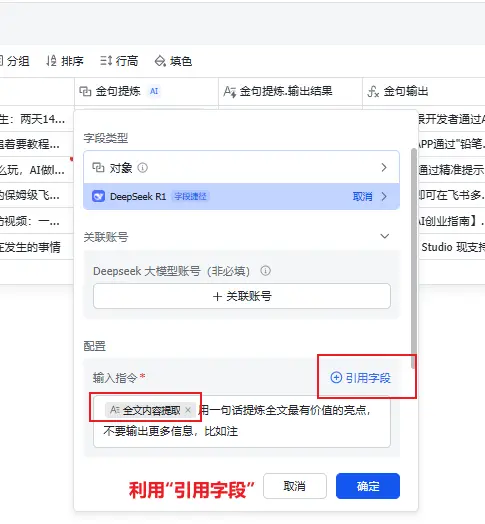 分组 排序 行高 填色
金句提炼 AI 金句提炼.输出结果 金句输出
生：两天14... 限开发者通过A
追着要教程... APP通过"铅笔
么玩，AI做l... 通过精准提示
的保姆级飞... 即可在飞书多
访视频：一... AI创业指南】.
在发生的事情 Studio 现支持
字段类型
对象
DeepSeek R1 字段捷径 取消
关联账号
Deepseek 大模型账号（非必填）
+ 关联账号
配置
输入指令 * 引用字段
全文内容提取 × 用一句话提炼全文最有价值的亮点，
不要输出更多信息，比如注
利用“引用字段” 取消 确定